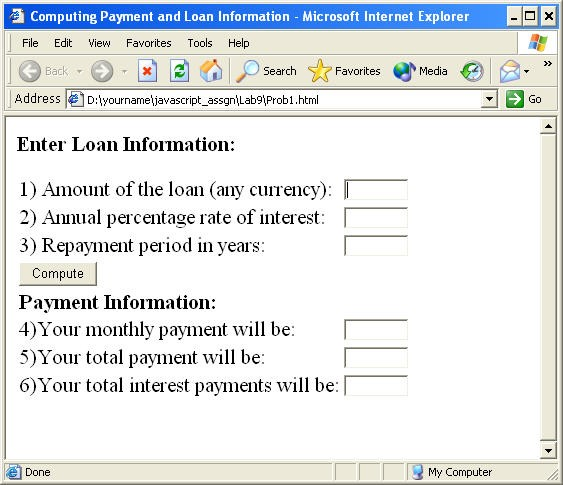 Computing Payment and Loan Information - Microsoft Internet Explorer
File Edit View Favorites Tools Help
Back Search Favorites Media »
Address D:\yourname\javascript_assgn\Lab9\Prob1.html Go
Enter Loan Information:
1) Amount of the loan (any currency):
2) Annual percentage rate of interest:
3) Repayment period in years:
Compute
Payment Information:
4)Your monthly payment will be:
5)Your total payment will be:
6)Your total interest payments will be:
Done My Computer